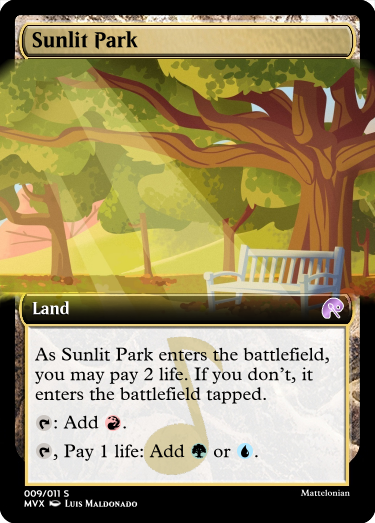 Sunlit Park
Land
As Sunlit Park enters the battlefield,
you may pay 2 life. If you don't, it
enters the battlefield tapped.
: Add .
, Pay 1 life: Add or .
009/011 S
MVX Luis Maldonado
Mattelonian